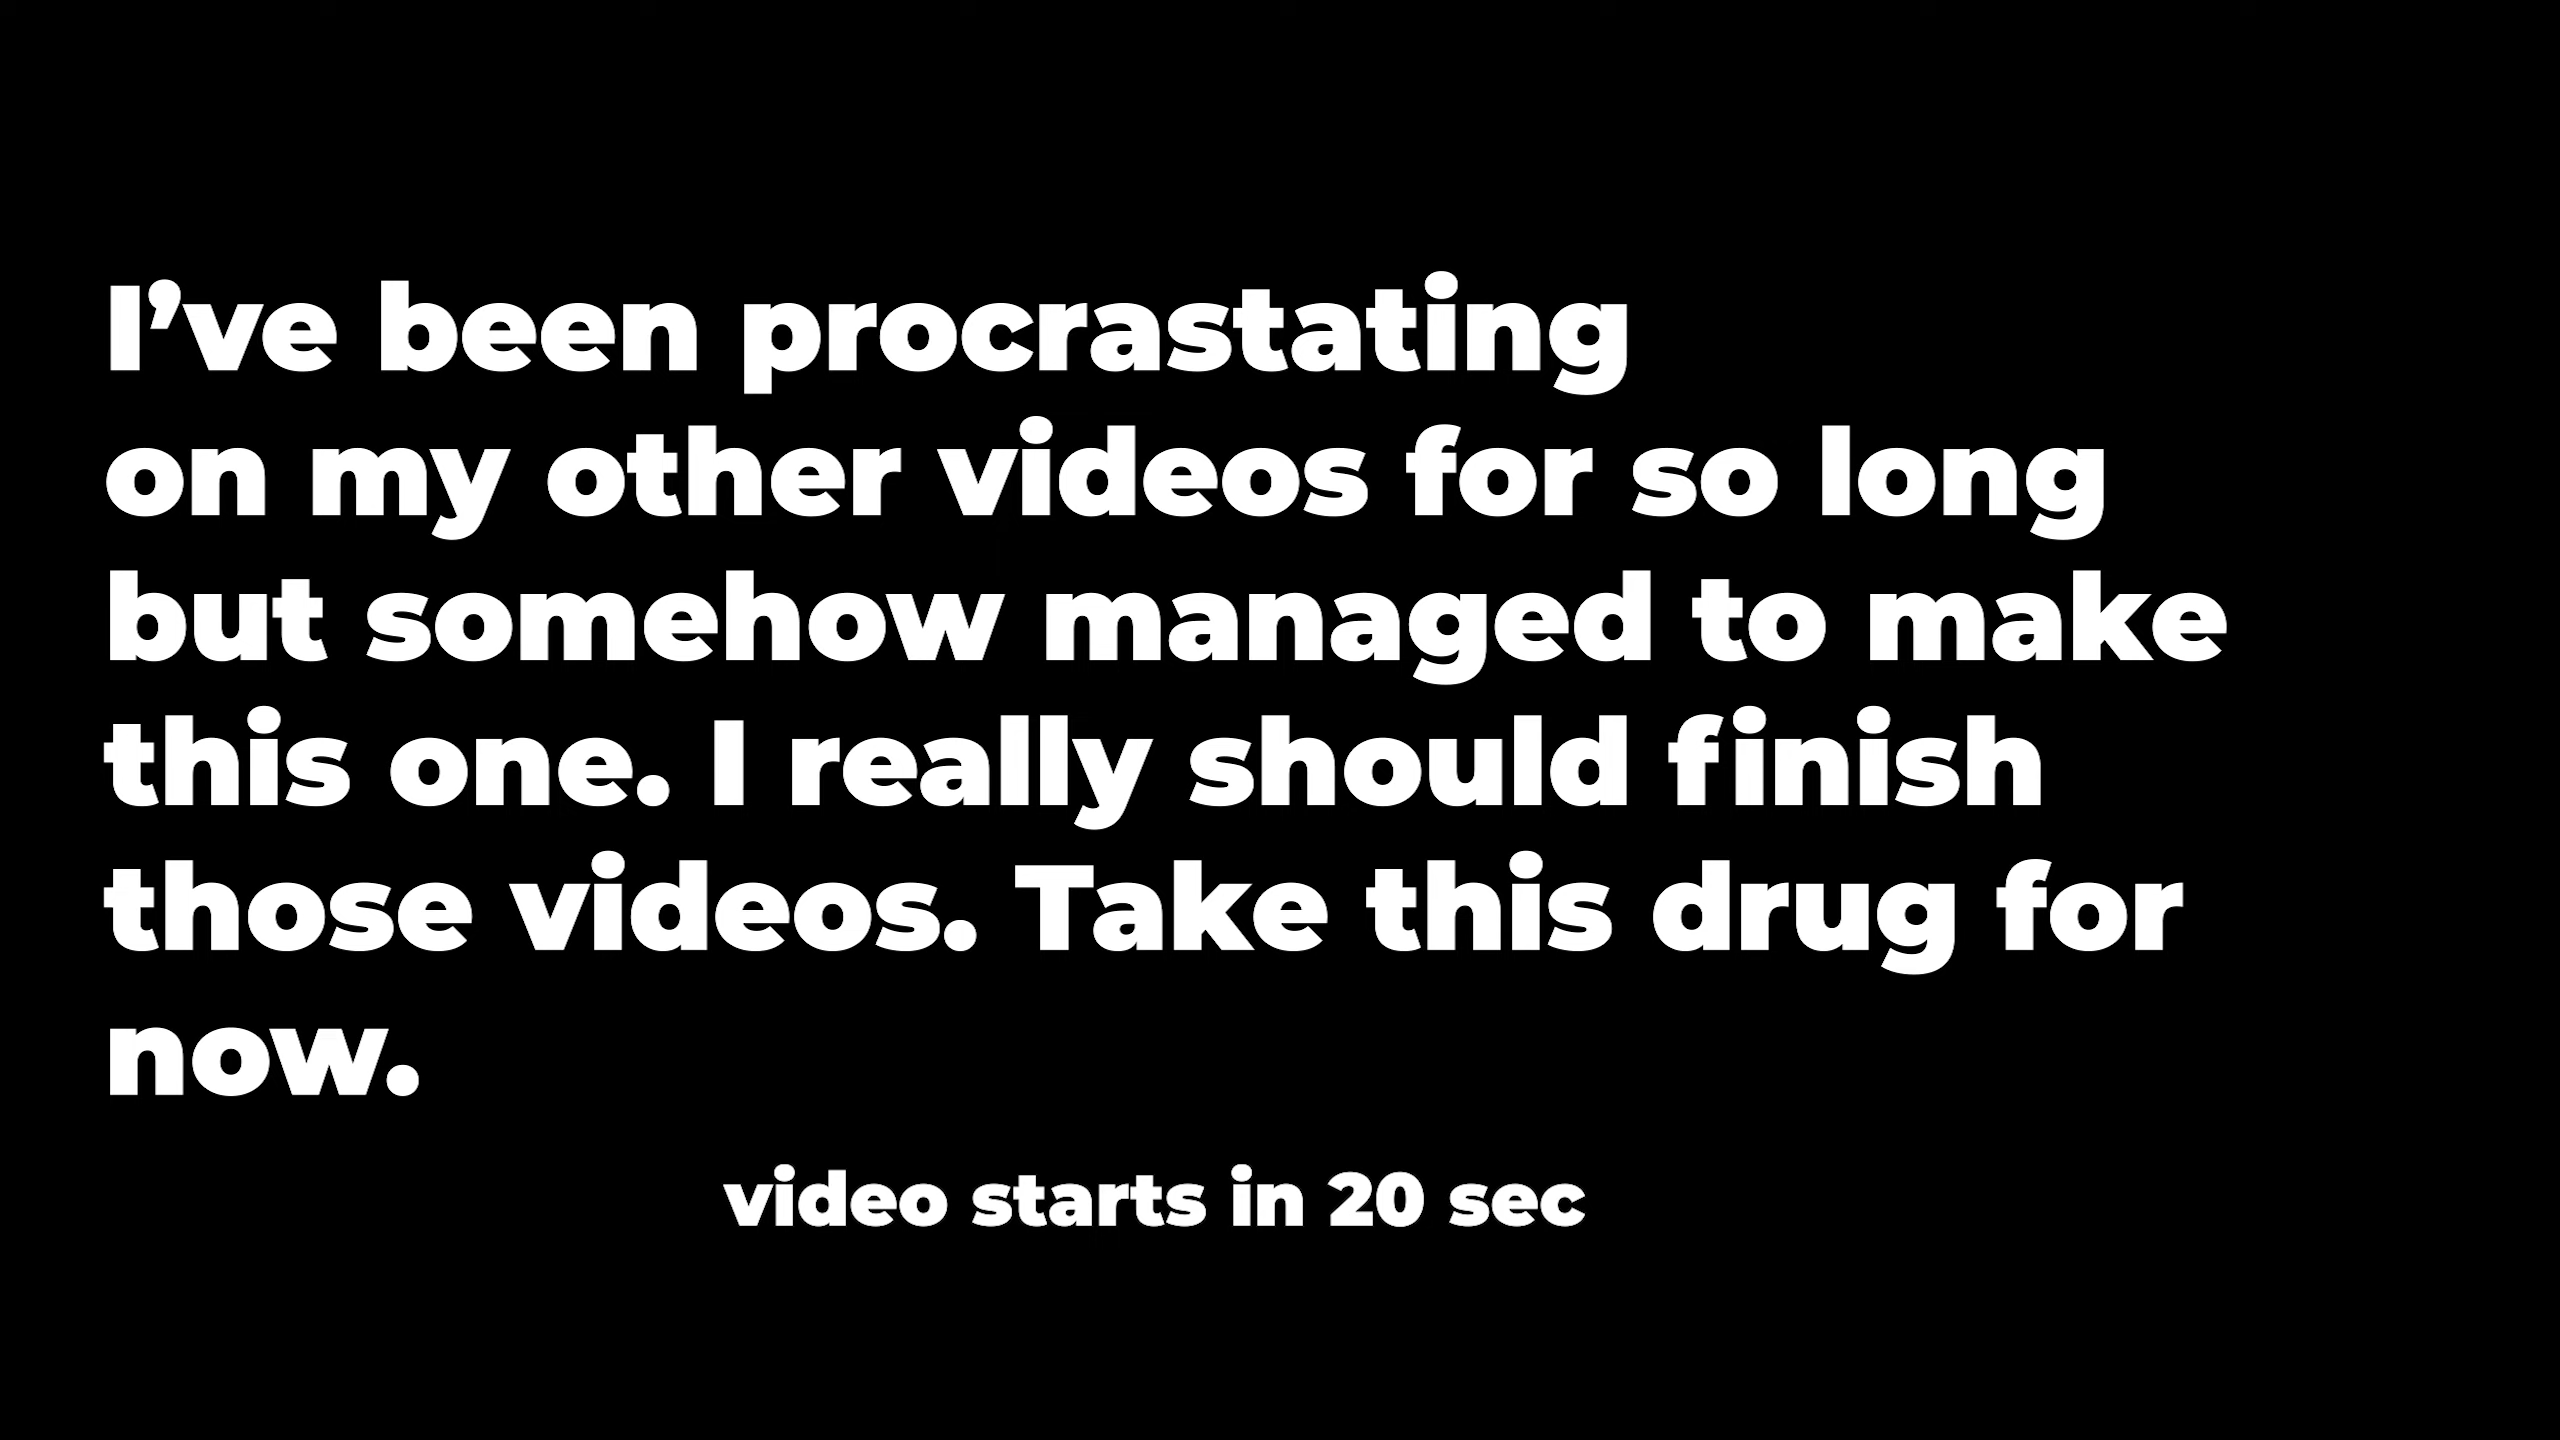 I’ve been procrastating
on my other videos for so long
but somehow managed to make
this one. I really should finish
those videos. Take this drug for
now.
video starts in 20 sec